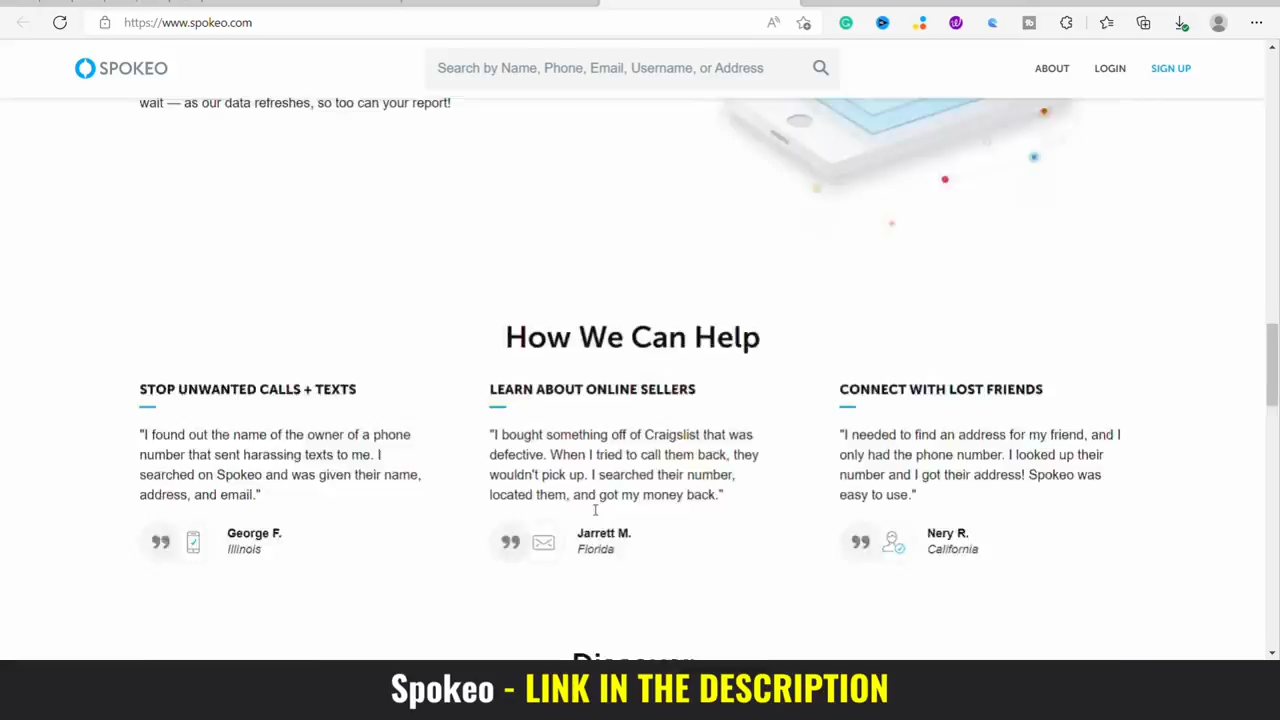 https://www.spokeo.com
SPOKEO
Search by Name, Phone, Email, Username, or Address
ABOUT
LOGIN
SIGN UP
wait — as our data refreshes, so too can your report!
How We Can Help
STOP UNWANTED CALLS + TEXTS
"I found out the name of the owner of a phone
number that sent harassing texts to me. I
searched on Spokeo and was given their name,
address, and email."
George F.
Illinois
LEARN ABOUT ONLINE SELLERS
"I bought something off of Craigslist that was
defective. When I tried to call them back, they
wouldn't pick up. I searched their number,
located them, and got my money back."
Jarrett M.
Florida
CONNECT WITH LOST FRIENDS
"I needed to find an address for my friend, and I
only had the phone number. I looked up their
number and I got their address! Spokeo was
easy to use."
Nery R.
California
Spokeo - LINK IN THE DESCRIPTION